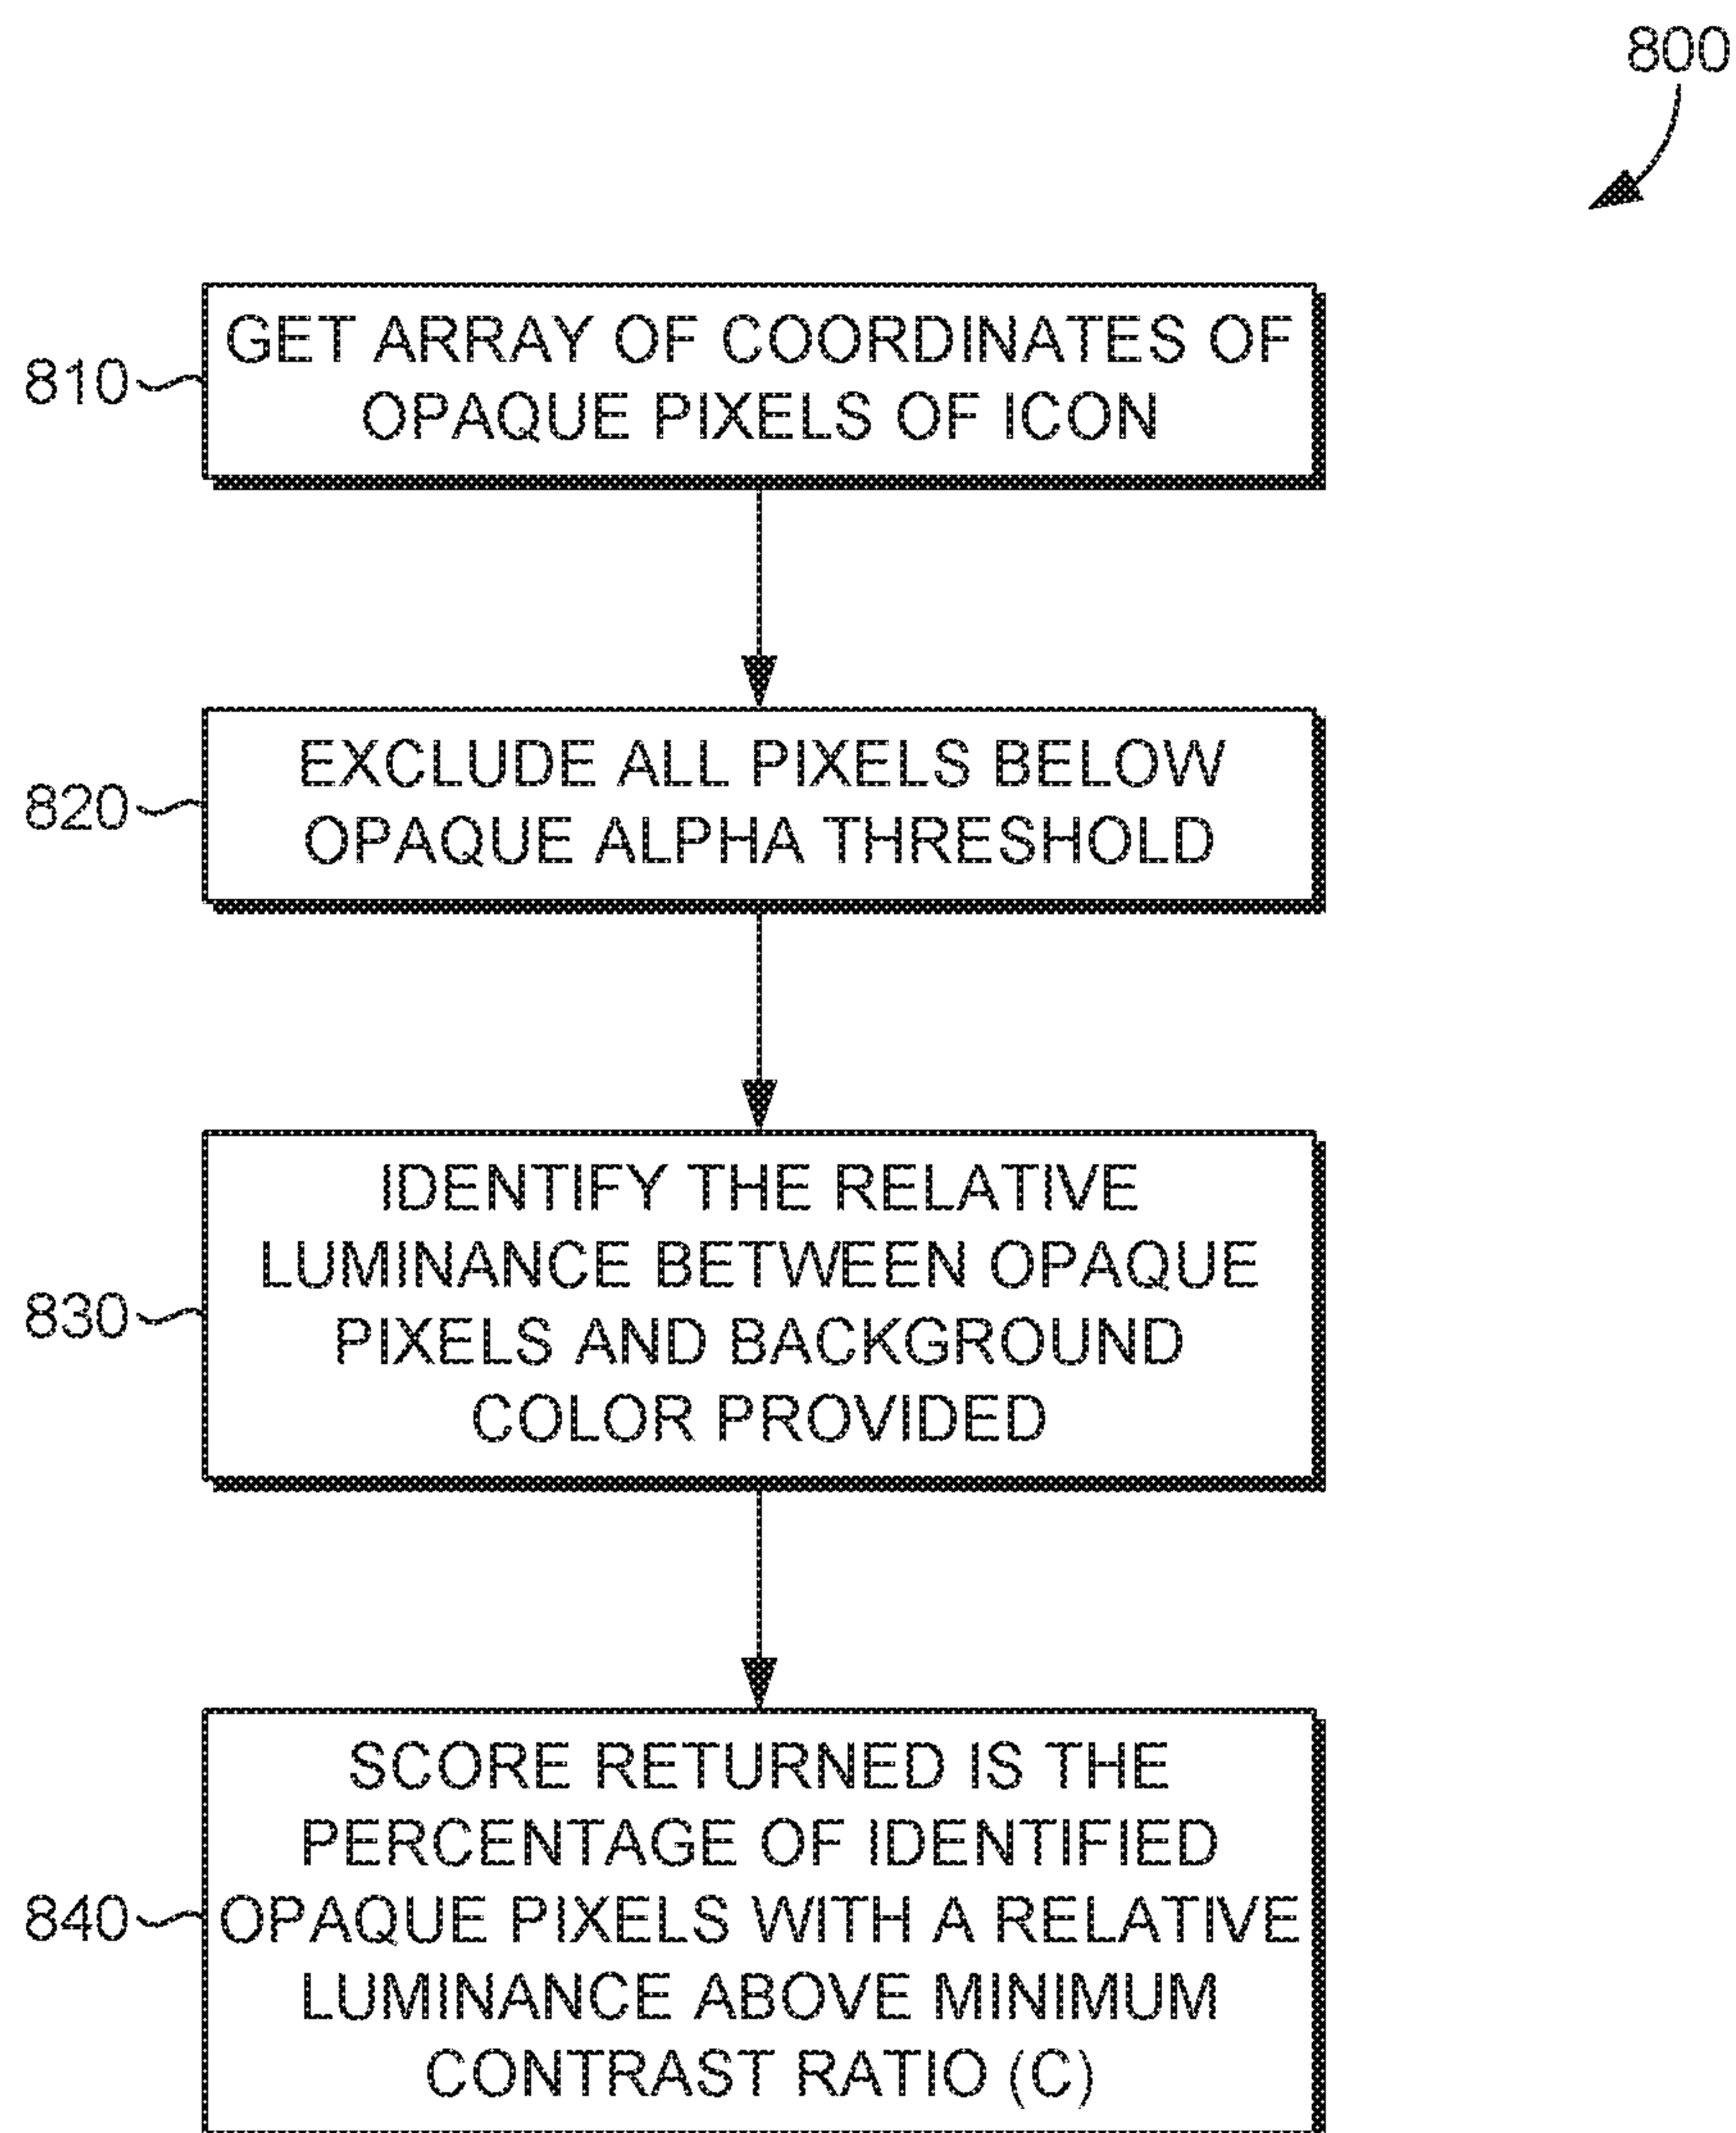 800
810
GET ARRAY OF COORDINATES OF
OPAQUE PIXELS OF ICON
820
EXCLUDE ALL PIXELS BELOW
OPAQUE ALPHA THRESHOLD
830
IDENTIFY THE RELATIVE
LUMINANCE BETWEEN OPAQUE
PIXELS AND BACKGROUND
COLOR PROVIDED
840
SCORE RETURNED IS THE
PERCENTAGE OF IDENTIFIED
OPAQUE PIXELS WITH A RELATIVE
LUMINANCE ABOVE MINIMUM
CONTRAST RATIO (C)